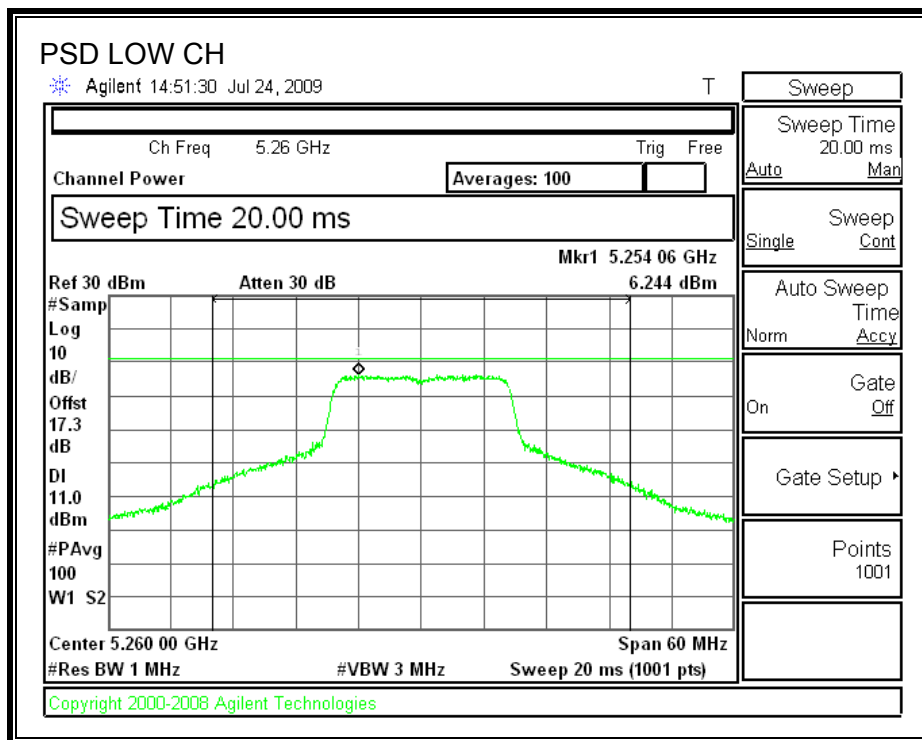 PSD LOW CH
Agilent 14:51:30 Jul 24, 2009 T
Ch Freq 5.26 GHz Trig Free
Channel Power Averages: 100
Sweep Time 20.00 ms
Mkr1 5.254 06 GHz
Ref 30 dBm Atten 30 dB 6.244 dBm
#Samp
Log
10
dB/
Offst
17.3
dB
DI
11.0
dBm
#PAvg
100
W1 S2
1
Center 5.260 00 GHz Span 60 MHz
#Res BW 1 MHz #VBW 3 MHz Sweep 20 ms (1001 pts)
Copyright 2000-2008 Agilent Technologies
Sweep
Sweep Time
20.00 ms
Auto Man
Sweep
Single Cont
Auto Sweep
Time
Norm Accy
Gate
On Off
Gate Setup
Points
1001